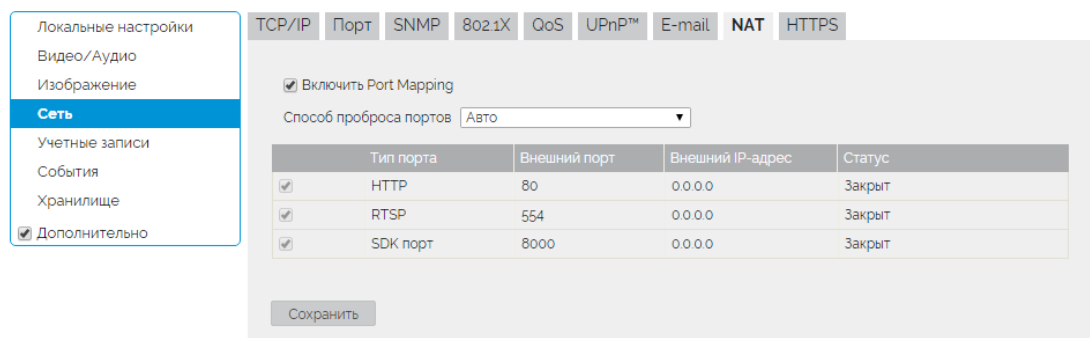 Локальные настройки
Видео/Аудио
Изображение
Сеть
Учетные записи
События
Хранилище
Дополнительно
TCP/IP Порт SNMP 802.1X QoS UPnP™ E-mail NAT HTTPS
Включить Port Mapping
Способ проброса портов Авто
Тип порта Внешний порт Внешний IP-адрес Статус
HTTP 80 0.0.0.0 Закрыт
RTSP 554 0.0.0.0 Закрыт
SDK порт 8000 0.0.0.0 Закрыт
Сохранить